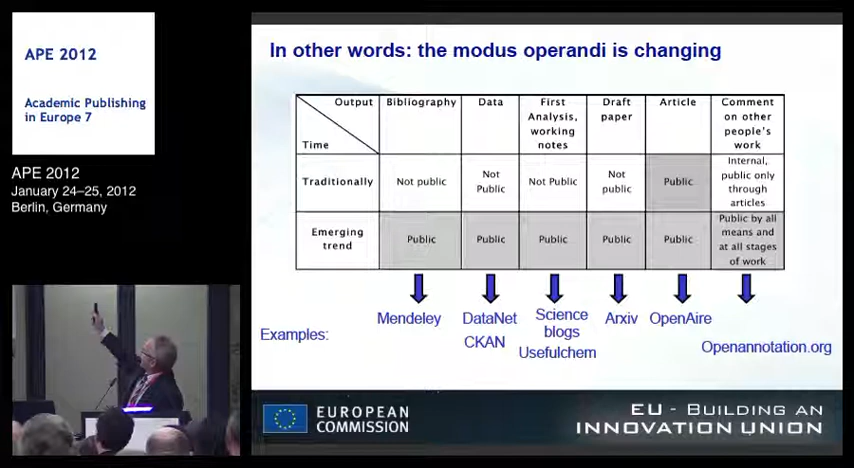 APE 2012
Academic Publishing
in Europe 7
APE 2012
January 24–25, 2012
Berlin, Germany
In other words: the modus operandi is changing
Output
Time
Bibliography
Data
First
Analysis,
working
notes
Draft
paper
Article
Comment
on other
people's
work
Traditionally
Not public
Not
Public
Not Public
Not
public
Public
Internal,
public only
through
articles
Emerging
trend
Public
Public
Public
Public
Public
Public by all
means and
at all stages
of work
Examples:
Mendeley
DataNet
CKAN
Science
blogs
Usefulchem
Arxiv
OpenAire
Openannotation.org
EUROPEAN
COMMISSION
EU - BUILDING AN
INNOVATION UNION